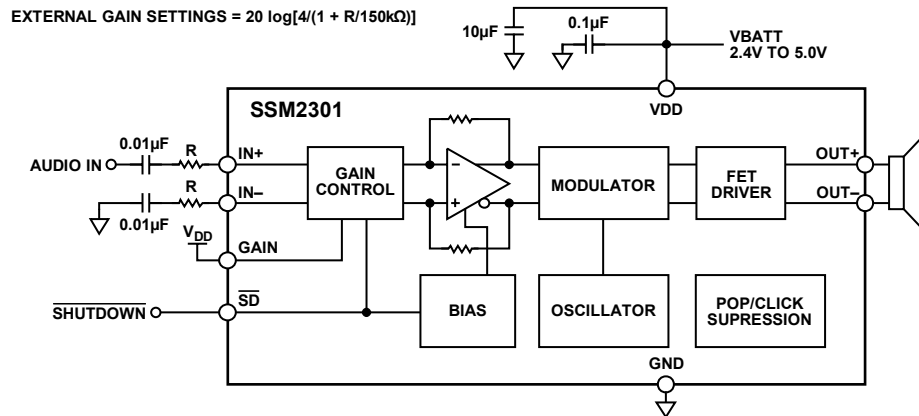 EXTERNAL GAIN SETTINGS = 20 log[4/(1 + R/150kΩ)]
10µF
0.1µF
VBATT
2.4V TO 5.0V
VDD
SSM2301
0.01µF
R
AUDIO IN
IN+
GAIN
CONTROL
MODULATOR
FET
DRIVER
OUT+
R
IN–
OUT–
0.01µF
VDD
GAIN
SHUTDOWN
SD
BIAS
OSCILLATOR
POP/CLICK
SUPRESSION
GND